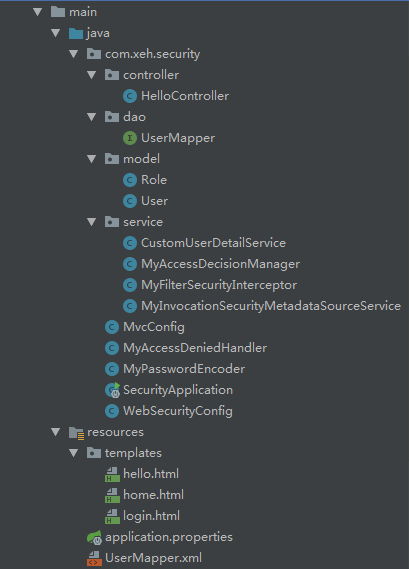 main
java
com.xeh.security
controller
HelloController
dao
UserMapper
model
Role
User
service
CustomUserDetailService
MyAccessDecisionManager
MyFilterSecurityInterceptor
MyInvocationSecurityMetadataSourceService
MvcConfig
MyAccessDeniedHandler
MyPasswordEncoder
SecurityApplication
WebSecurityConfig
resources
templates
hello.html
home.html
login.html
application.properties
UserMapper.xml